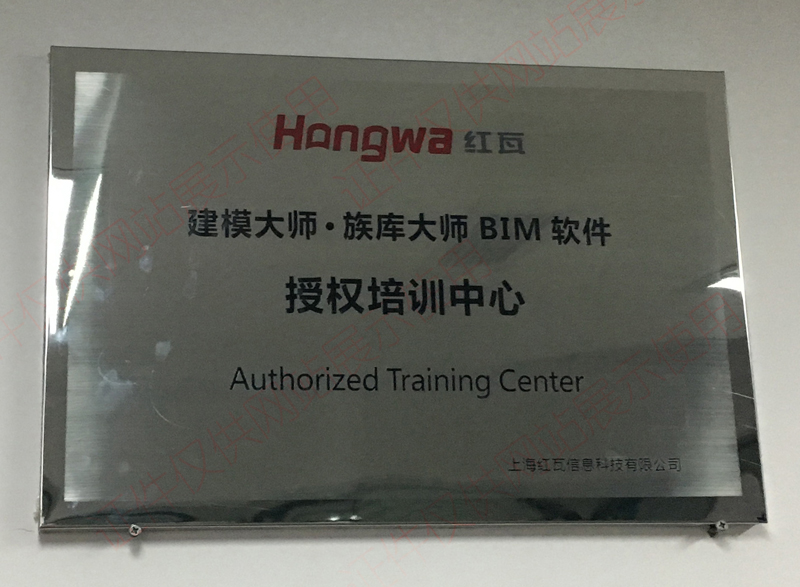 Hongwa 红瓦
建模大师·族库大师 BIM 软件
授权培训中心
Authorized Training Center
上海红瓦信息科技有限公司